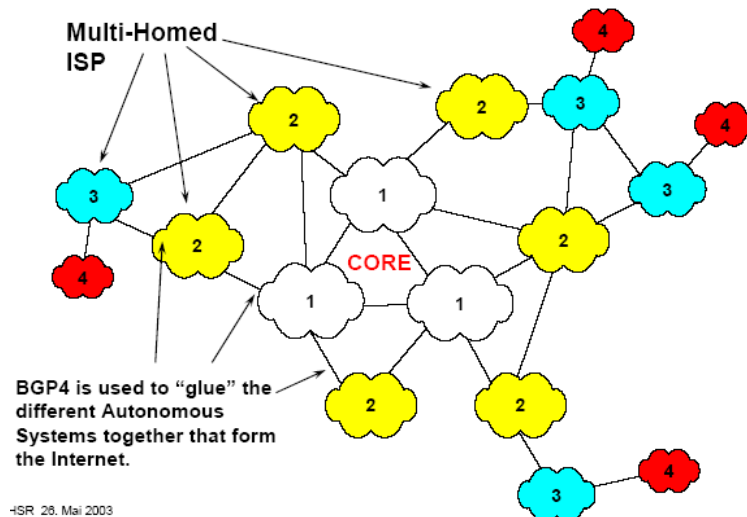 Multi-Homed
ISP
4
2
2
3
4
3
3
1
2
2
CORE
4
1
1
BGP4 is used to “glue” the
different Autonomous
Systems together that form
the Internet.
2
2
4
3
HSR 26. Mai 2003